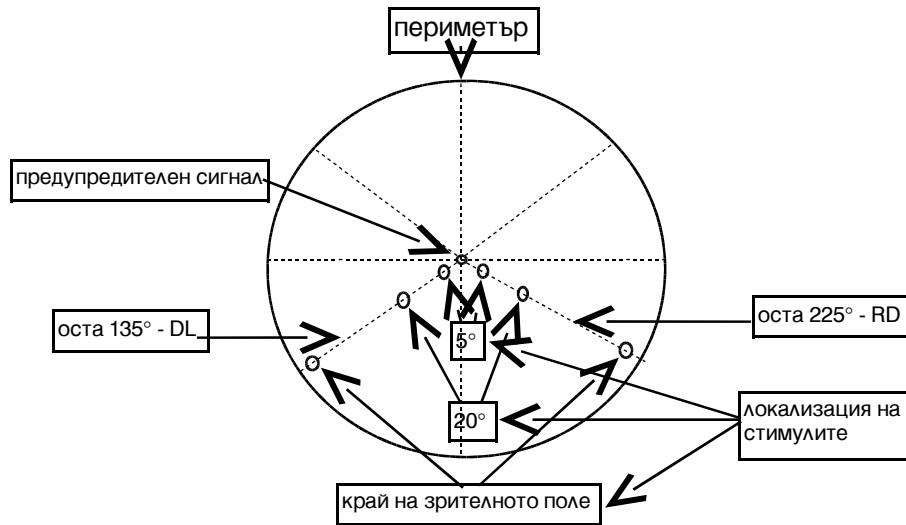 периметър
предупредителен сигнал
оста 135° - DL
оста 225° - RD
5°
20°
локализация на
стимулите
край на зрителното поле